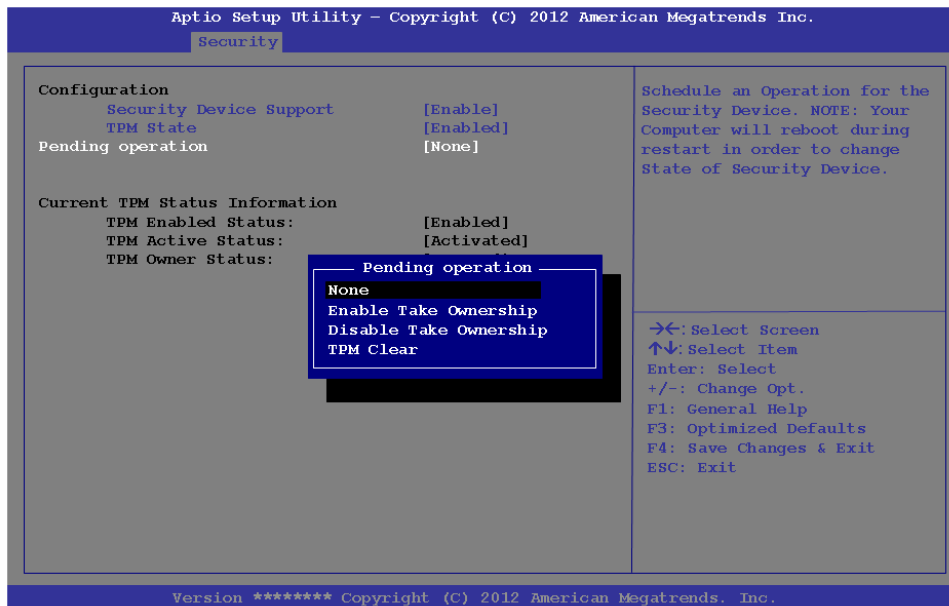 Aptio Setup Utility – Copyright (C) 2012 American Megatrends Inc.
Security
Configuration
Security Device Support [Enable]
TPM State [Enabled]
Pending operation [None]
Current TPM Status Information
TPM Enabled Status: [Enabled]
TPM Active Status: [Activated]
TPM Owner Status:
Pending operation
None
Enable Take Ownership
Disable Take Ownership
TPM Clear
Schedule an Operation for the
Security Device. NOTE: Your
Computer will reboot during
restart in order to change
State of Security Device.
→←: Select Screen
↑↓: Select Item
Enter: Select
+/-: Change Opt.
F1: General Help
F3: Optimized Defaults
F4: Save Changes & Exit
ESC: Exit
Version ******** Copyright (C) 2012 American Megatrends. Inc.